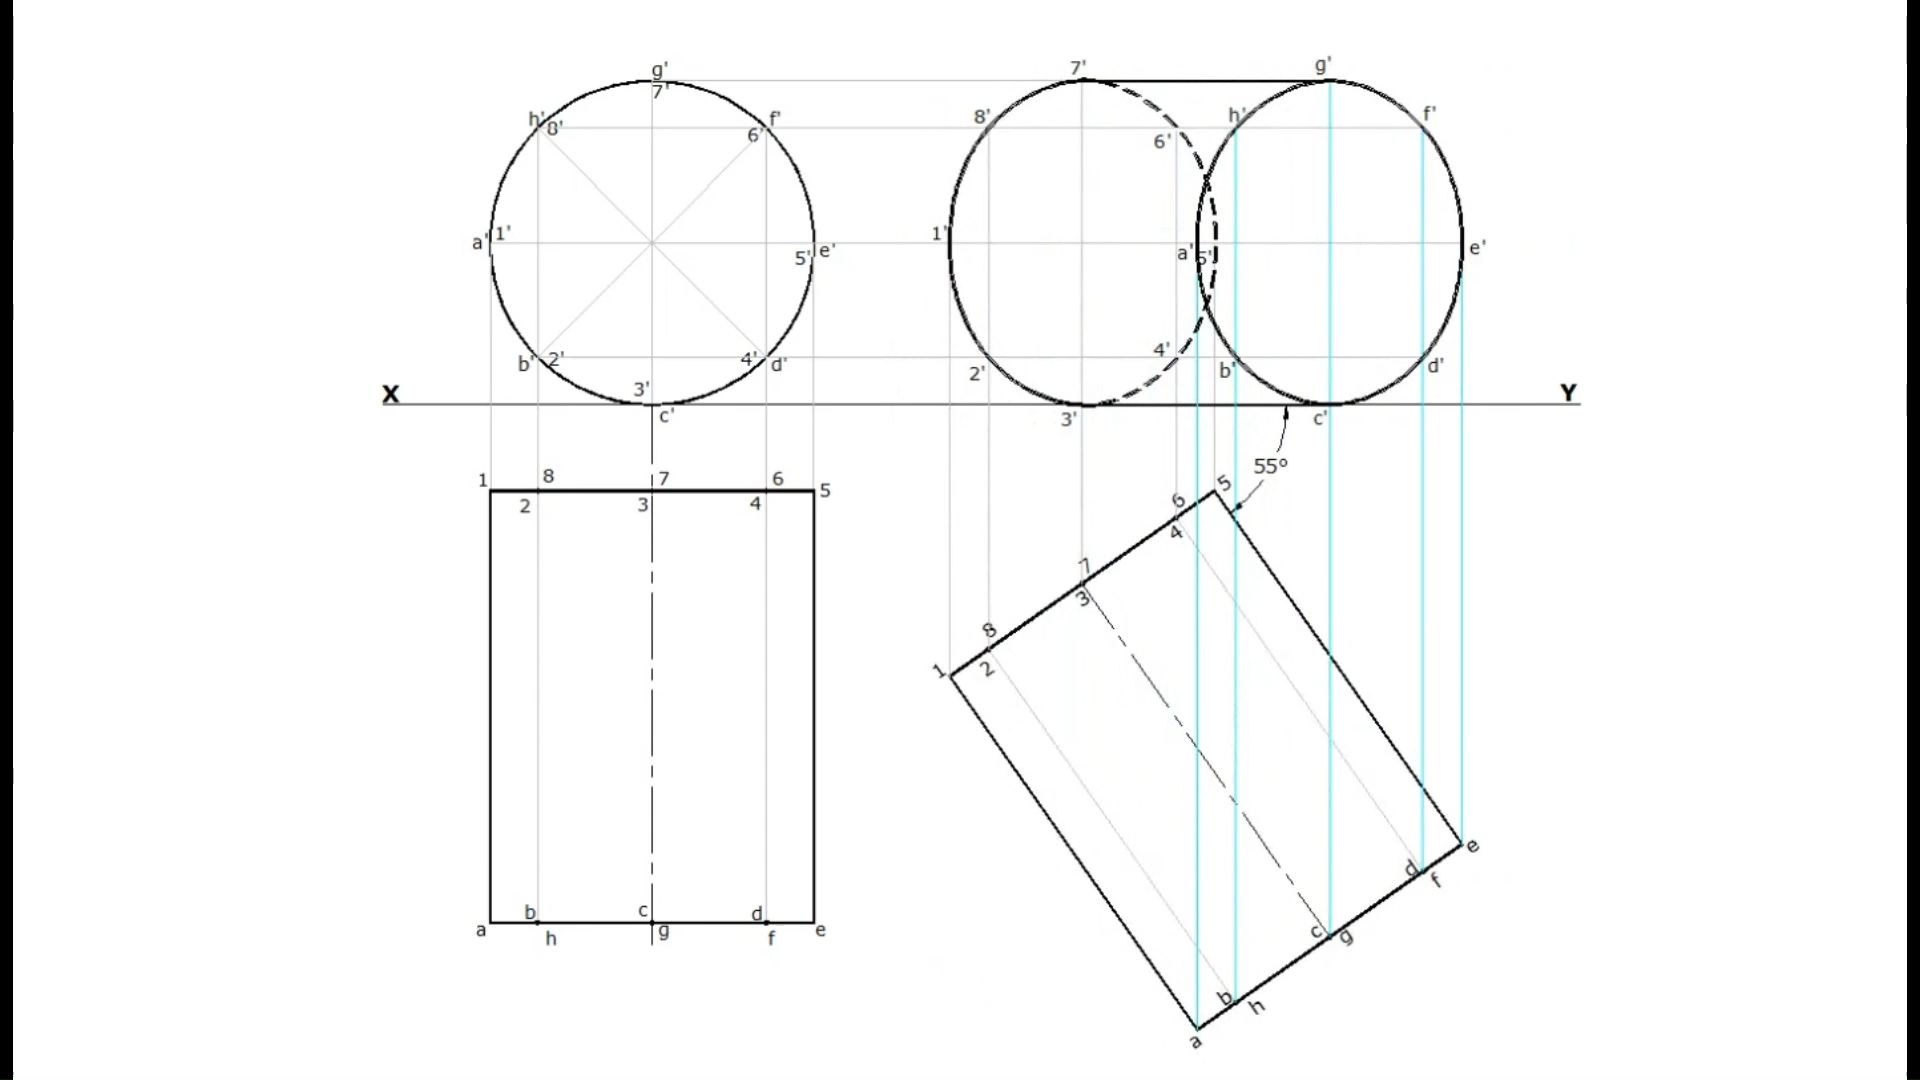 g'
7'
h' 8'
6' f'
a' 1'
5' e'
b' 2'
4' d'
3'
c'
7'
g'
8'
h'
f'
6'
1'
a' 5'
e'
4'
2'
b'
d'
3'
c'
X
Y
55°
1 8 7 6 5
2 3 4
b c d
a h g f e
5
6
4
7
3
8
2
1
e
d
f
c
g
b
h
a